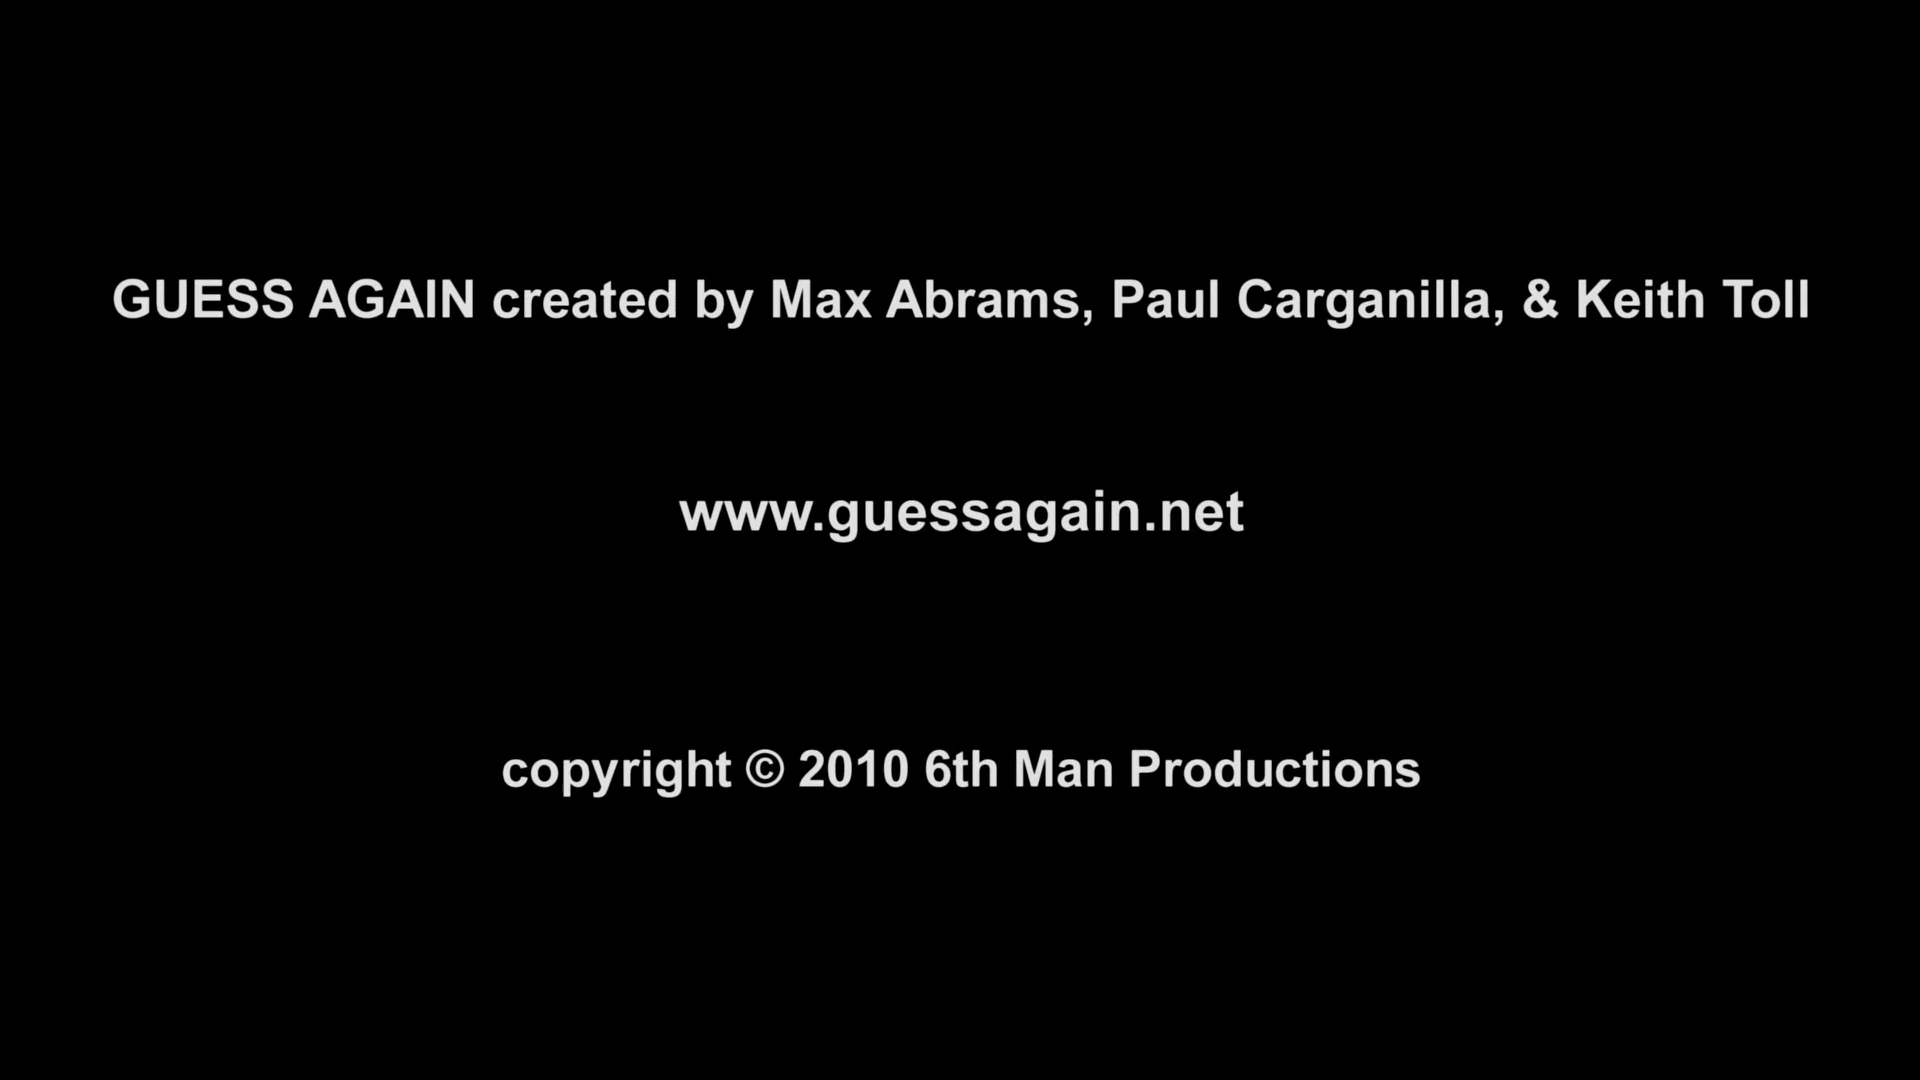 GUESS AGAIN created by Max Abrams, Paul Carganilla, & Keith Toll
www.guessagain.net
copyright © 2010 6th Man Productions